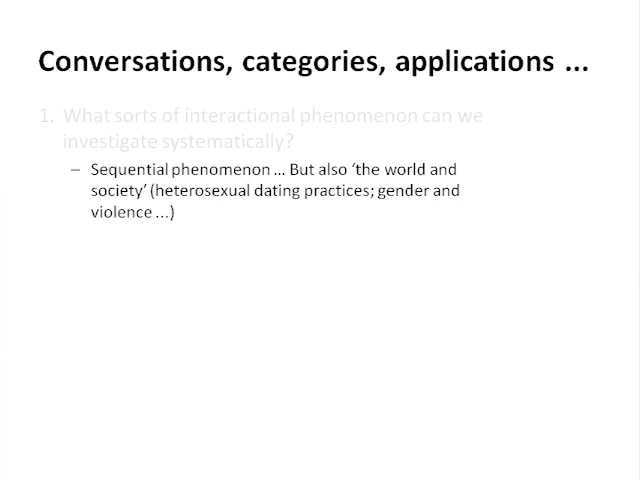 Conversations, categories, applications ...
1. What sorts of interactional phenomenon can we
investigate systematically?
– Sequential phenomenon ... But also ‘the world and
society’ (heterosexual dating practices; gender and
violence ...)